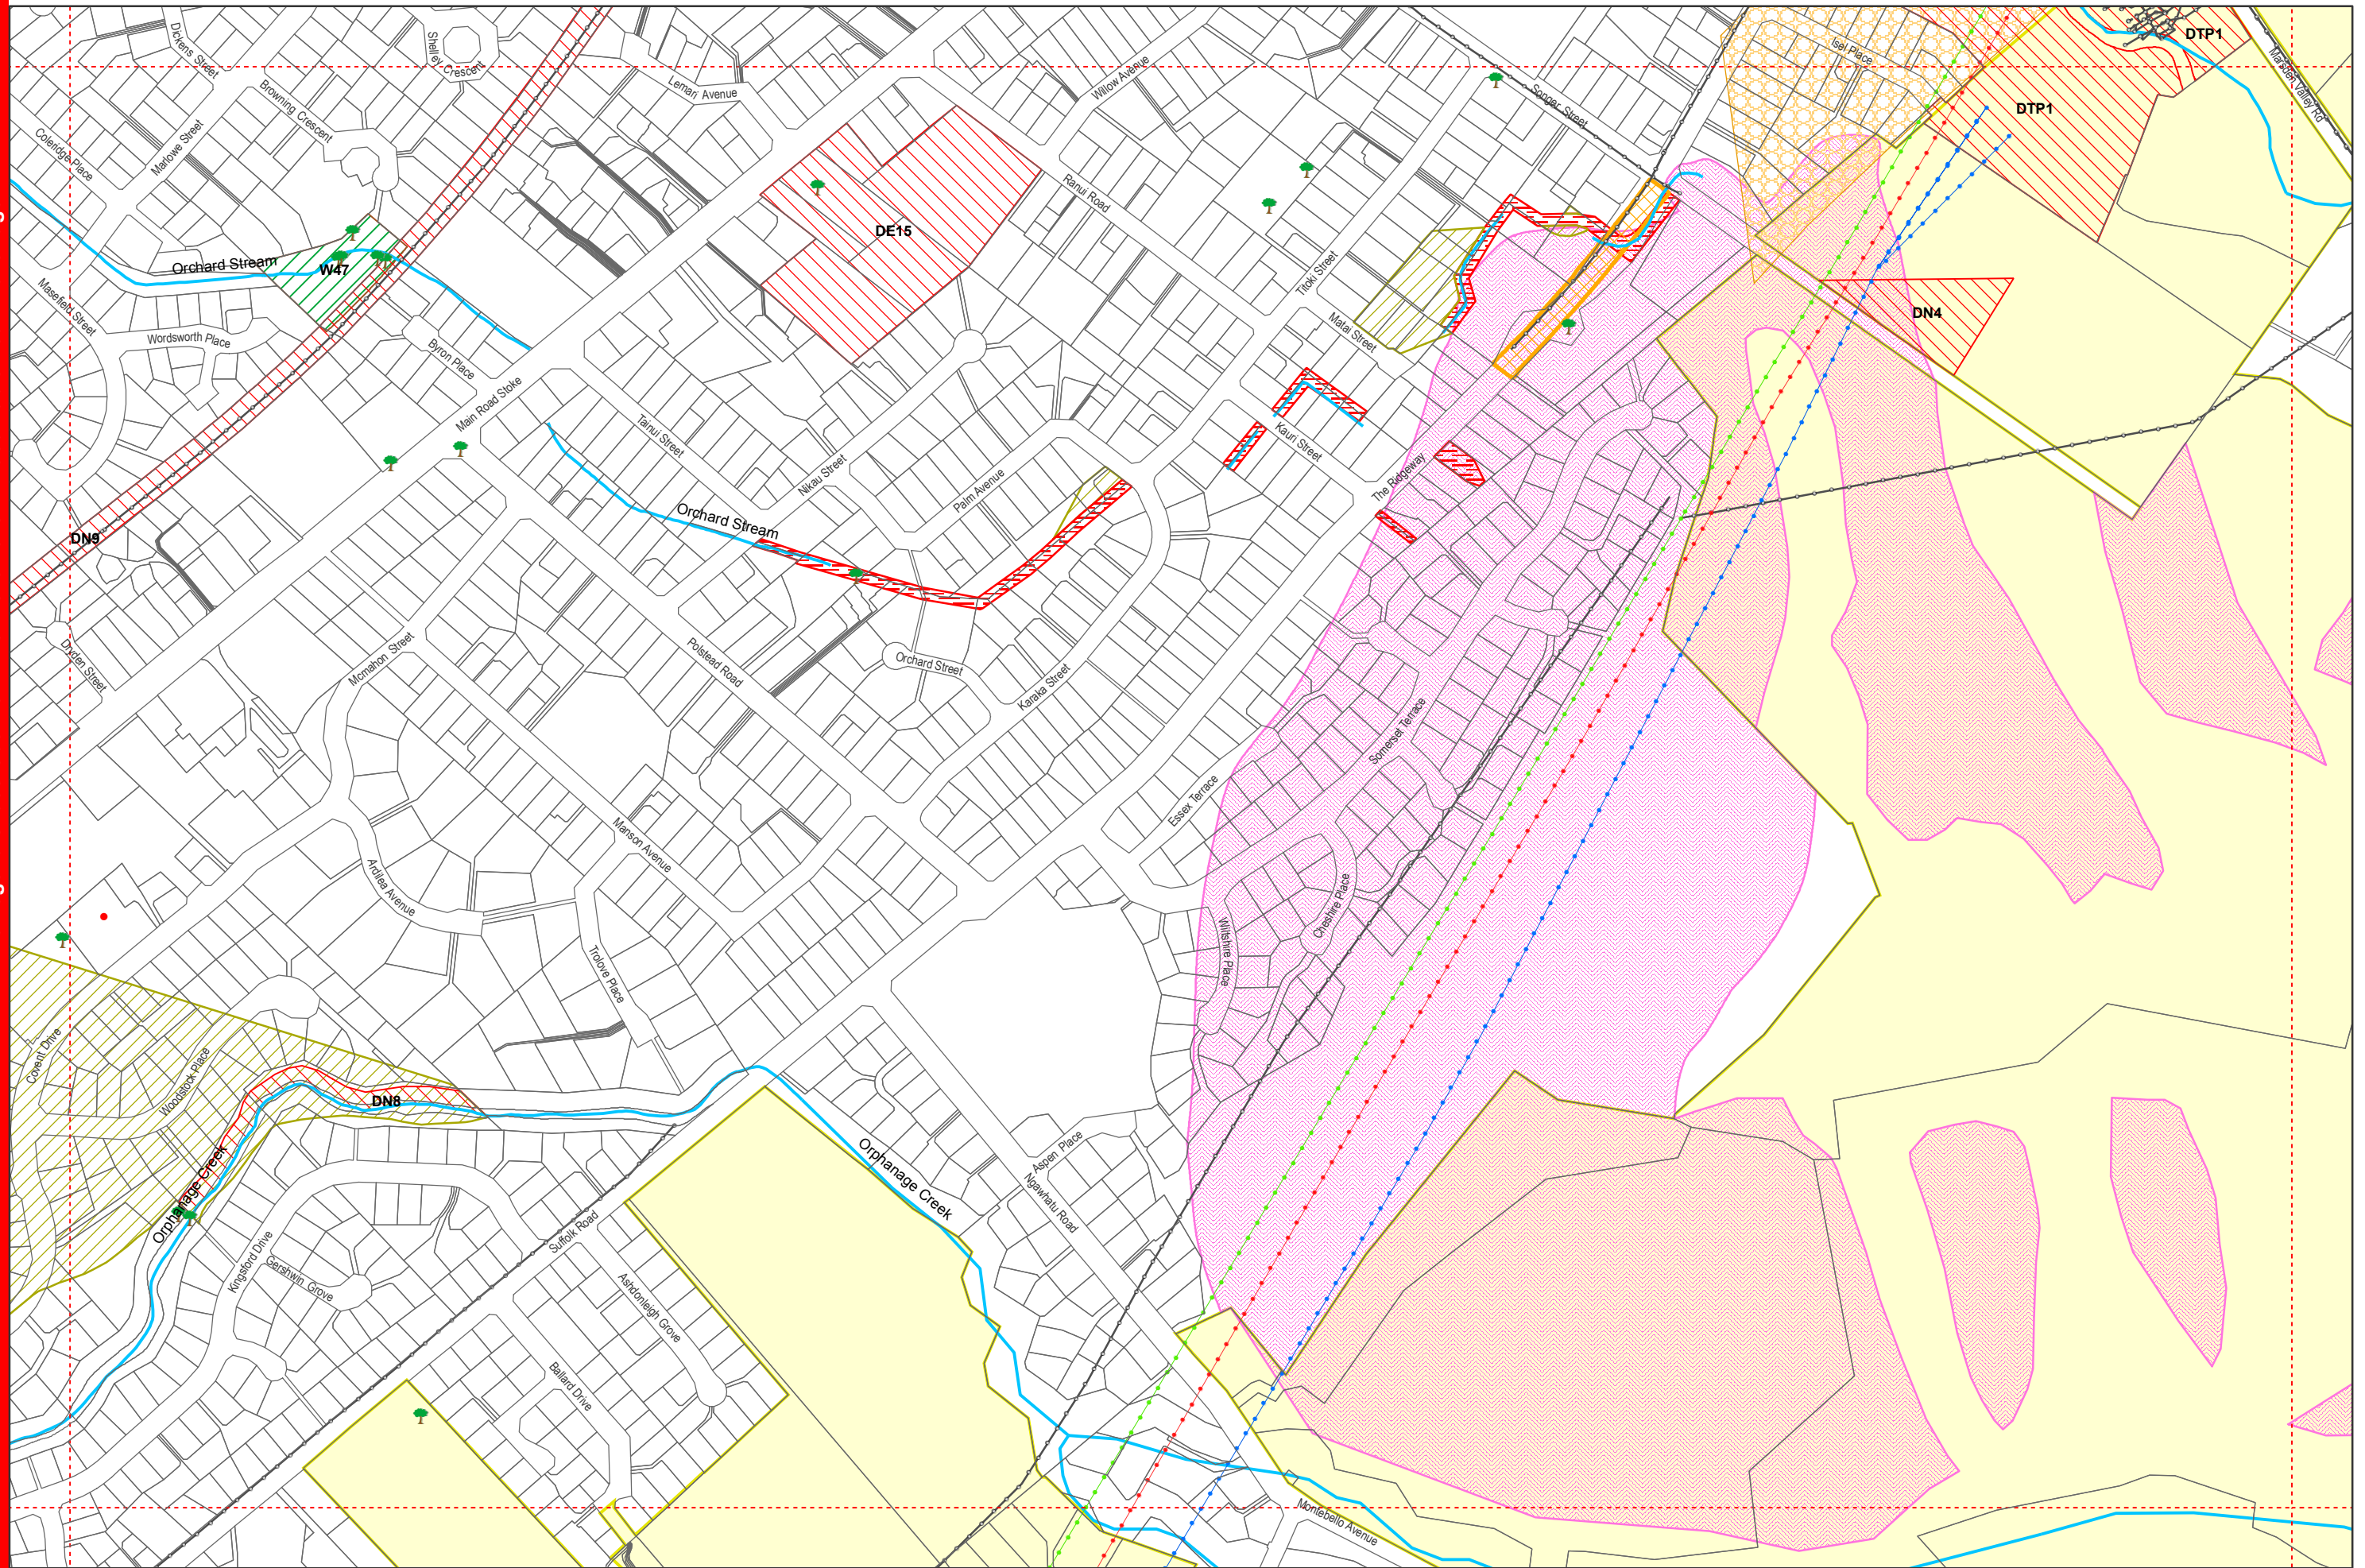 Dickens Street
Shelley Crescent
Leman Avenue
Willow Avenue
Songer Street
Isel Place
DTP1
Marsden Valley Rd
DTP1
Browning Crescent
Coleridge Place
Marlowe Street
Ranui Road
DE15
Orchard Stream
W47
Masefield Street
Wordsworth Place
Byron Place
Titoki Street
Matai Street
DN4
Main Road Stoke
Tainui Street
Nikau Street
Palm Avenue
Kauri Street
The Ridgeway
Orchard Stream
DN9
Dryden Street
Mcmahon Street
Polstead Road
Orchard Street
Karaka Street
Somerset Terrace
Essex Terrace
Manson Avenue
Ardilea Avenue
Cheshire Place
Wiltshire Place
Trolove Place
Covent Drive
Woodstock Place
DN8
Orphanage Creek
Orphanage Creek
Aspen Place
Ngawhatu Road
Kingsford Drive
Gershwin Grove
Suffolk Road
Ashdonleigh Grove
Ballard Drive
Montebello Avenue